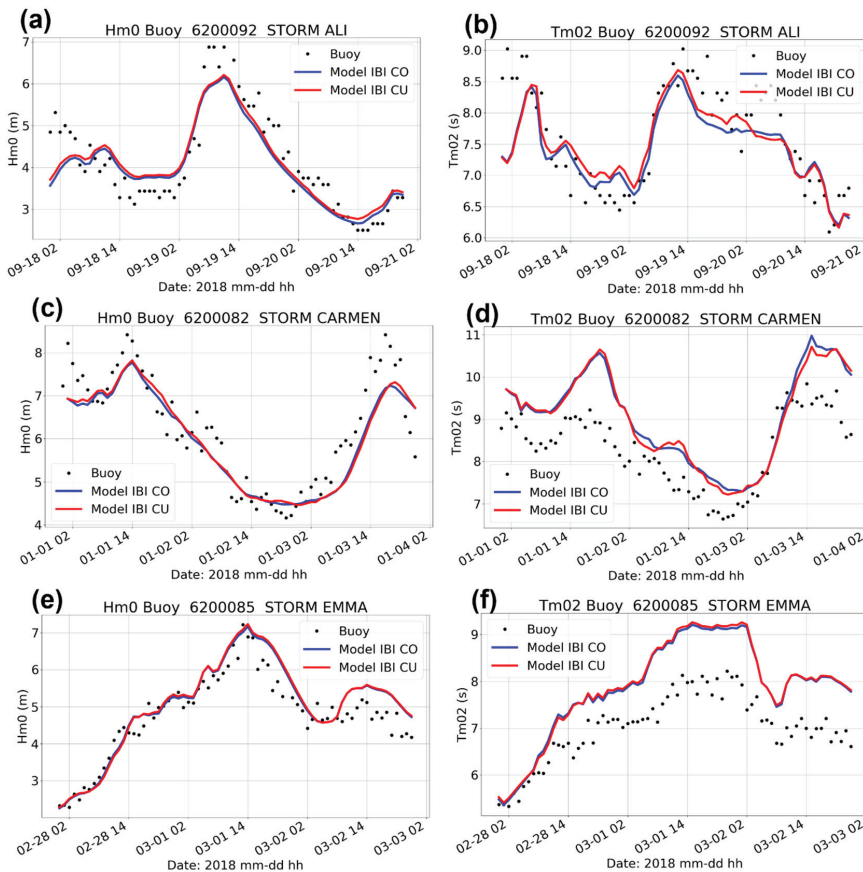 (a)
Hm0 Buoy 6200092 STORM ALI
Hm0 (m)
7
6
5
4
3
Buoy
Model IBI CO
Model IBI CU
09-18 02
09-18 14
09-19 02
09-19 14
09-20 02
09-20 14
09-21 02
Date: 2018 mm-dd hh
(b)
Tm02 Buoy 6200092 STORM ALI
Tm02 (s)
9.0
8.5
8.0
7.5
7.0
6.5
6.0
Buoy
Model IBI CO
Model IBI CU
09-18 02
09-18 14
09-19 02
09-19 14
09-20 02
09-20 14
09-21 02
Date: 2018 mm-dd hh
(c)
Hm0 Buoy 6200082 STORM CARMEN
Hm0 (m)
8
7
6
5
4
Buoy
Model IBI CO
Model IBI CU
01-01 02
01-01 14
01-02 02
01-02 14
01-03 02
01-03 14
01-04 02
Date: 2018 mm-dd hh
(d)
Tm02 Buoy 6200082 STORM CARMEN
Tm02 (s)
11
10
9
8
7
Buoy
Model IBI CO
Model IBI CU
01-01 02
01-01 14
01-02 02
01-02 14
01-03 02
01-03 14
01-04 02
Date: 2018 mm-dd hh
(e)
Hm0 Buoy 6200085 STORM EMMA
Hm0 (m)
7
6
5
4
3
Buoy
Model IBI CO
Model IBI CU
02-28 02
02-28 14
03-01 02
03-01 14
03-02 02
03-02 14
03-03 02
Date: 2018 mm-dd hh
(f)
Tm02 Buoy 6200085 STORM EMMA
Tm02 (s)
9
8
7
6
Buoy
Model IBI CO
Model IBI CU
02-28 02
02-28 14
03-01 02
03-01 14
03-02 02
03-02 14
03-03 02
Date: 2018 mm-dd hh